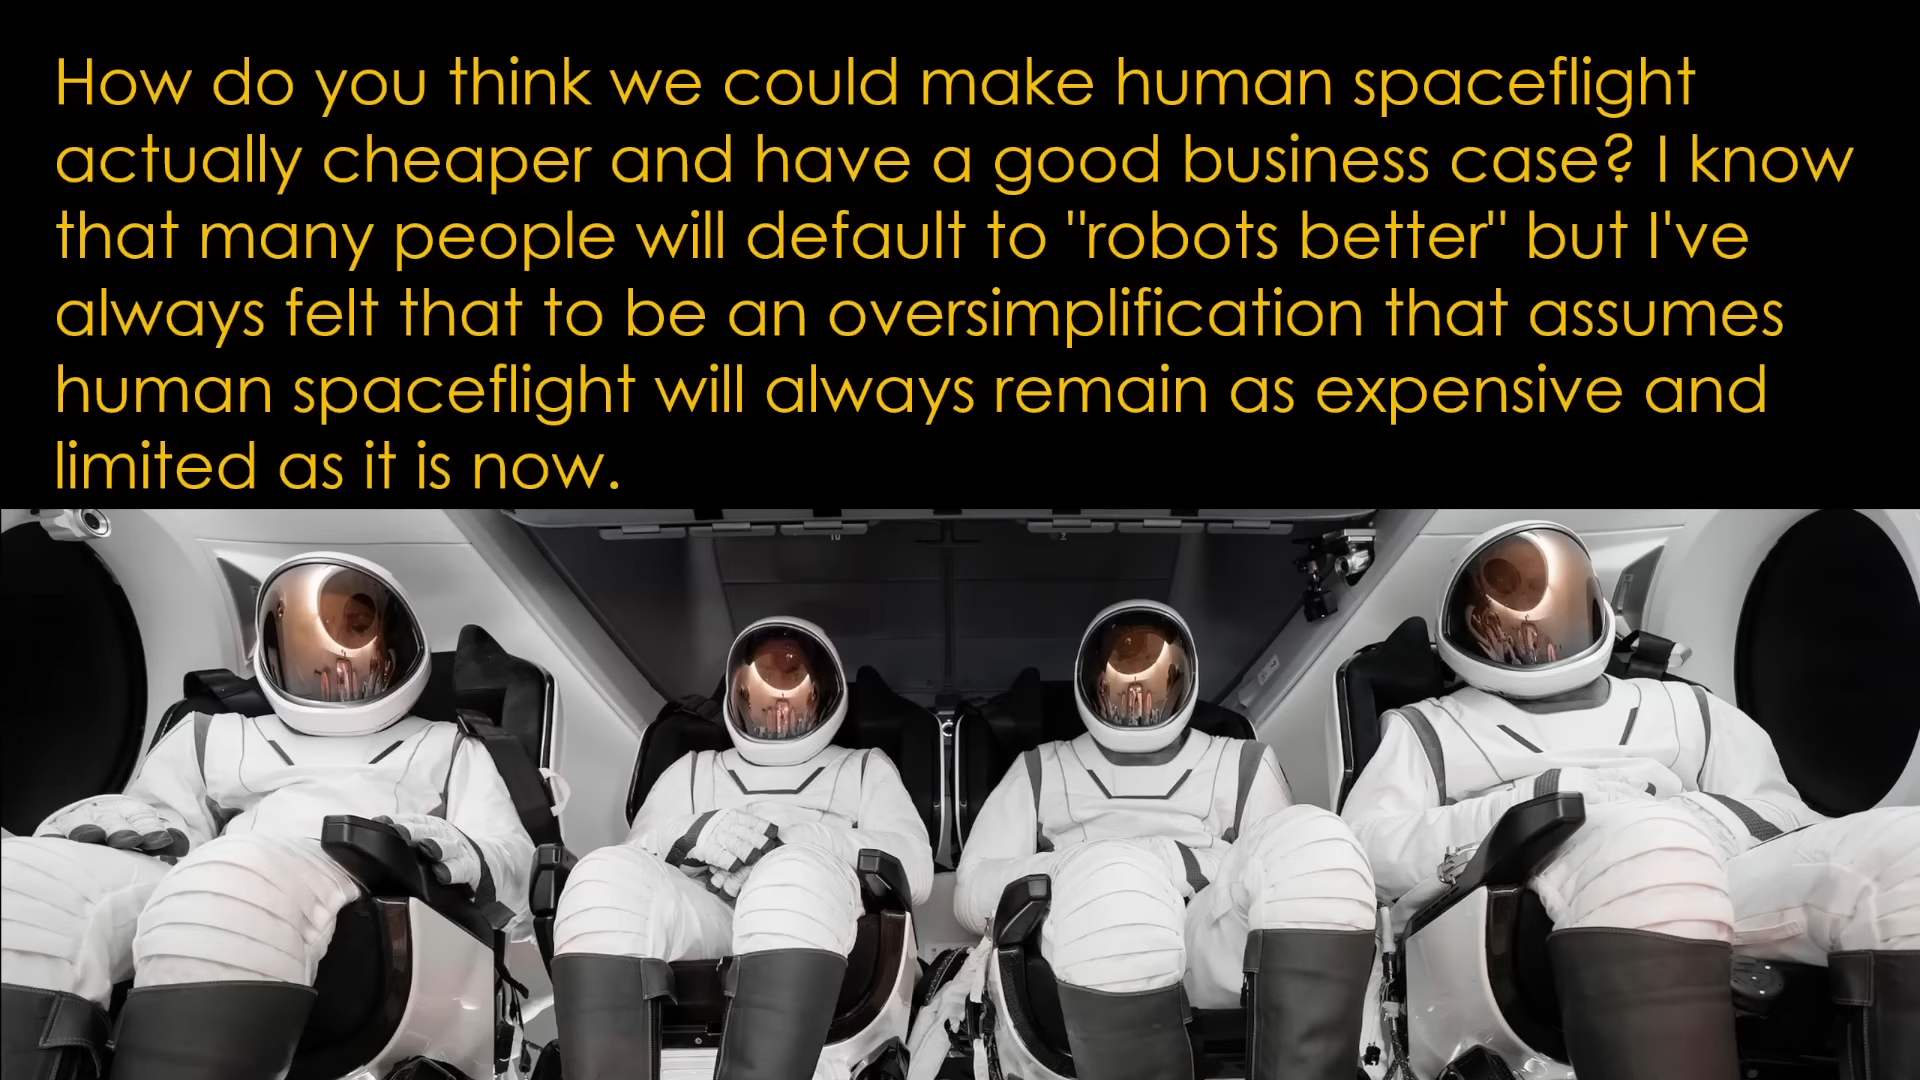 How do you think we could make human spaceflight
actually cheaper and have a good business case? I know
that many people will default to "robots better" but I've
always felt that to be an oversimplification that assumes
human spaceflight will always remain as expensive and
limited as it is now.